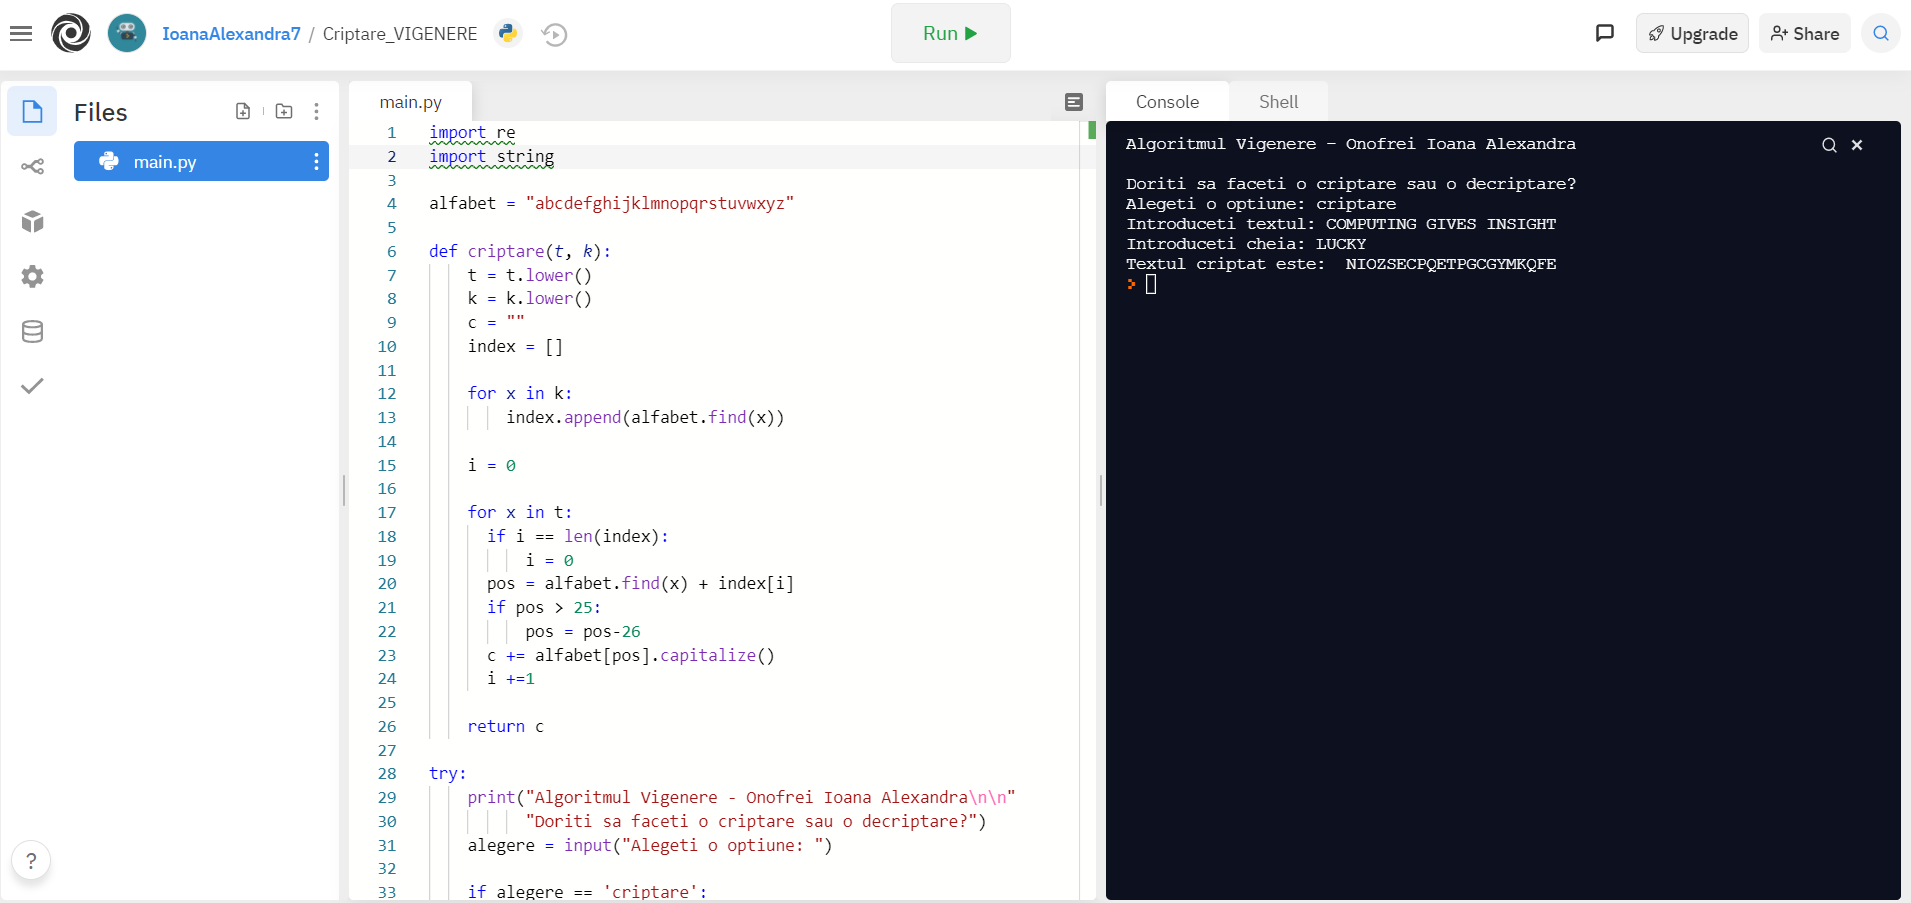 IoanaAlexandra7 / Criptare_VIGENERE
Run
Upgrade
Share
Files
main.py
main.py
1 import re
2 import string
3
4 alfabet = "abcdefghijklmnopqrstuvwxyz"
5
6 def criptare(t, k):
7 t = t.lower()
8 k = k.lower()
9 c = ""
10 index = []
11
12 for x in k:
13 index.append(alfabet.find(x))
14
15 i = 0
16
17 for x in t:
18 if i == len(index):
19 i = 0
20 pos = alfabet.find(x) + index[i]
21 if pos > 25:
22 pos = pos-26
23 c += alfabet[pos].capitalize()
24 i +=1
25
26 return c
27
28 try:
29 print("Algoritmul Vigenere - Onofrei Ioana Alexandra\n\n"
30 "Doriti sa faceti o criptare sau o decriptare?")
31 alegere = input("Alegeti o optiune: ")
32
33 if alegere == 'criptare':
Console
Shell
Algoritmul Vigenere - Onofrei Ioana Alexandra
Doriti sa faceti o criptare sau o decriptare?
Alegeti o optiune: criptare
Introduceti textul: COMPUTING GIVES INSIGHT
Introduceti cheia: LUCKY
Textul criptat este:  NIOZSECPQETPGCGYMKQFE
?